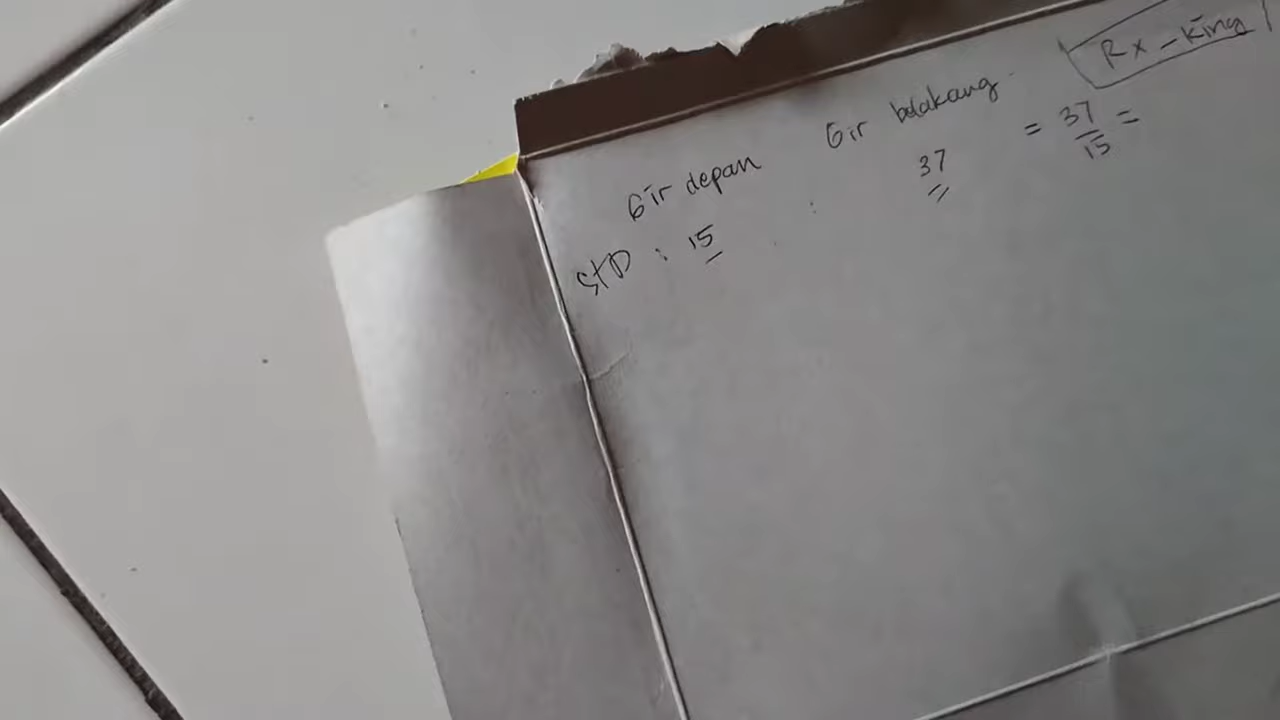 Rx-King
Gir depan Gir belakang
STD : 15 : 37 = 37/15 =